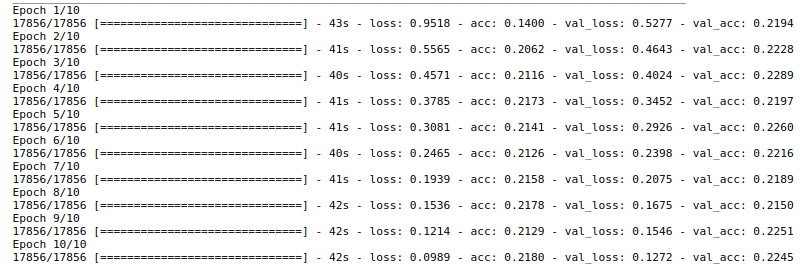 Epoch 1/10
17856/17856 [==============================] - 43s - loss: 0.9518 - acc: 0.1400 - val_loss: 0.5277 - val_acc: 0.2194
Epoch 2/10
17856/17856 [==============================] - 41s - loss: 0.5565 - acc: 0.2062 - val_loss: 0.4643 - val_acc: 0.2228
Epoch 3/10
17856/17856 [==============================] - 40s - loss: 0.4571 - acc: 0.2116 - val_loss: 0.4024 - val_acc: 0.2289
Epoch 4/10
17856/17856 [==============================] - 41s - loss: 0.3785 - acc: 0.2173 - val_loss: 0.3452 - val_acc: 0.2197
Epoch 5/10
17856/17856 [==============================] - 41s - loss: 0.3081 - acc: 0.2141 - val_loss: 0.2926 - val_acc: 0.2260
Epoch 6/10
17856/17856 [==============================] - 40s - loss: 0.2465 - acc: 0.2126 - val_loss: 0.2398 - val_acc: 0.2216
Epoch 7/10
17856/17856 [==============================] - 41s - loss: 0.1939 - acc: 0.2158 - val_loss: 0.2075 - val_acc: 0.2189
Epoch 8/10
17856/17856 [==============================] - 42s - loss: 0.1536 - acc: 0.2178 - val_loss: 0.1675 - val_acc: 0.2150
Epoch 9/10
17856/17856 [==============================] - 42s - loss: 0.1214 - acc: 0.2129 - val_loss: 0.1546 - val_acc: 0.2251
Epoch 10/10
17856/17856 [==============================] - 42s - loss: 0.0989 - acc: 0.2180 - val_loss: 0.1272 - val_acc: 0.2245